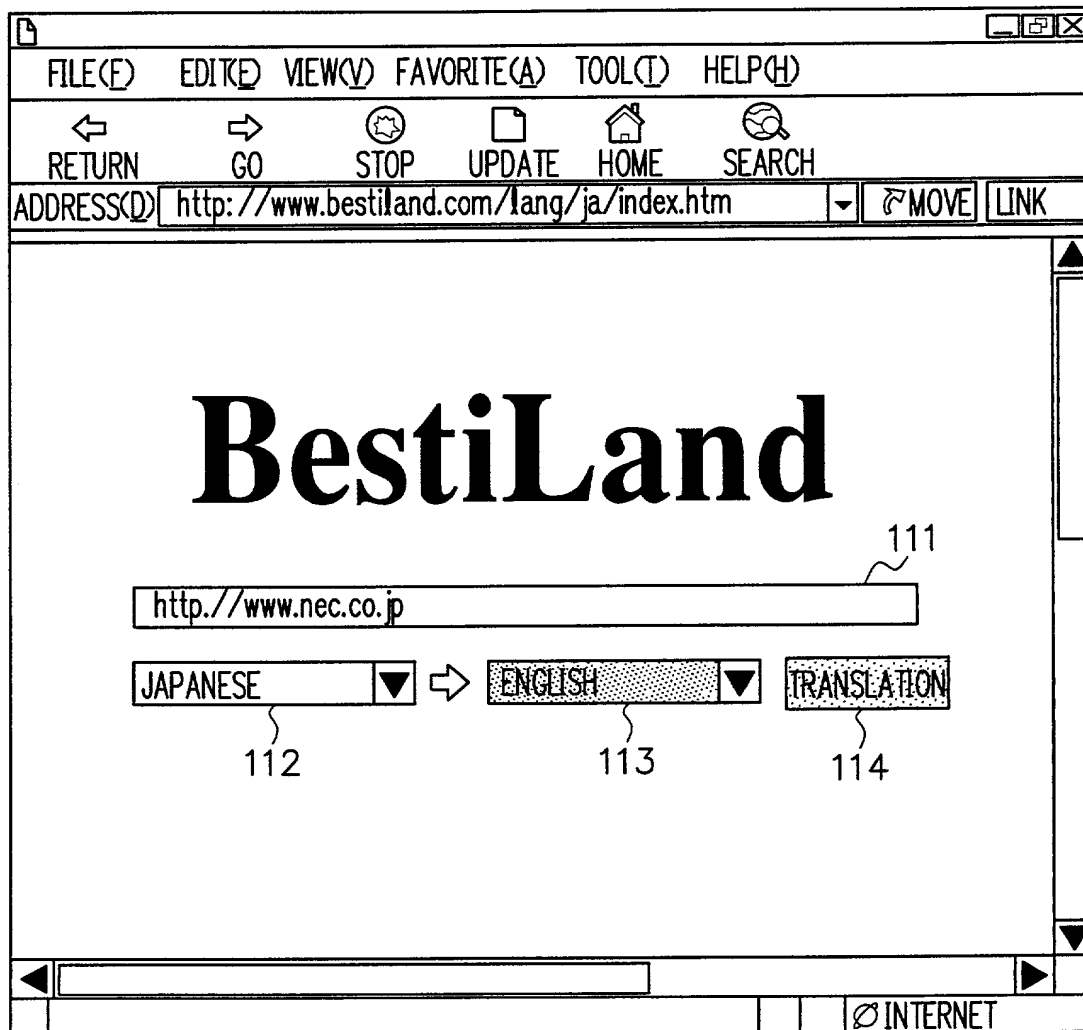 FILE(F) EDIT(E) VIEW(V) FAVORITE(A) TOOL(T) HELP(H)
RETURN GO STOP UPDATE HOME SEARCH
ADDRESS(D) http://www.bestiland.com/lang/ja/index.htm MOVE LINK
BestiLand
111
http.//www.nec.co.jp
JAPANESE ENGLISH TRANSLATION
112 113 114
INTERNET